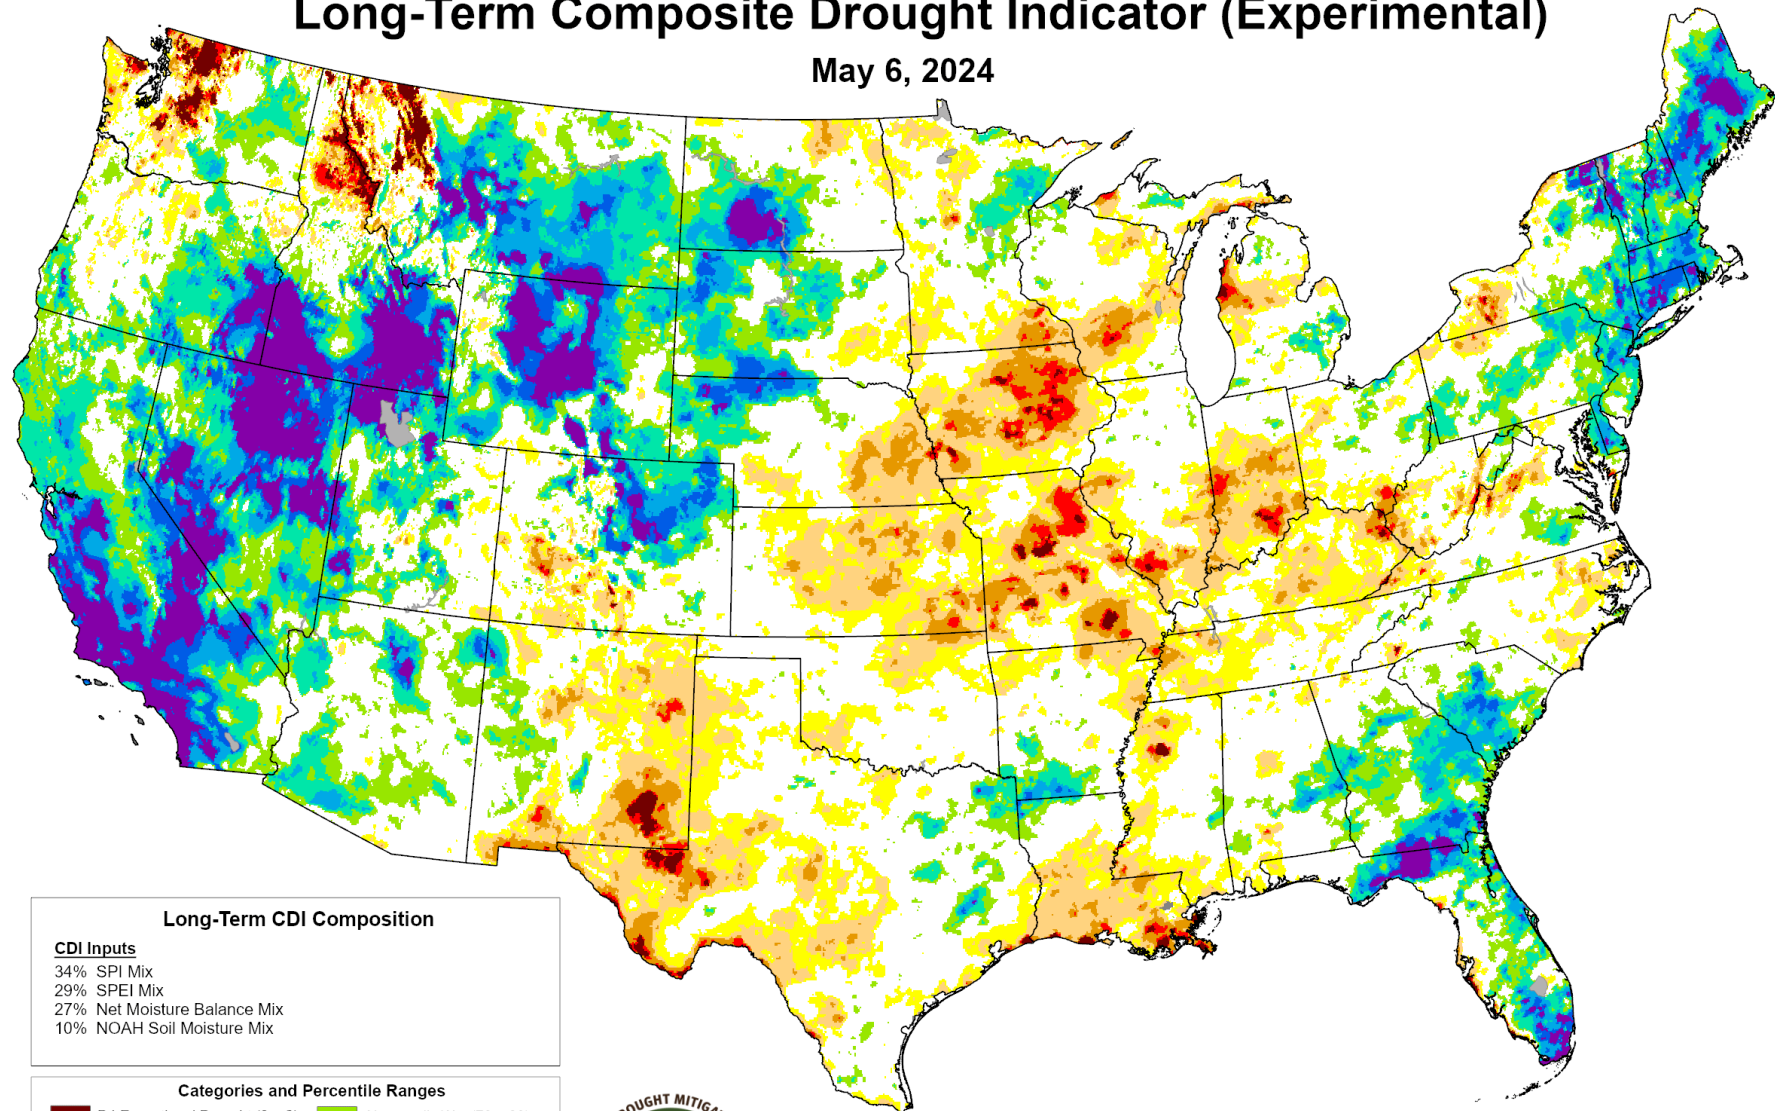 Long-Term Composite Drought Indicator (Experimental)
May 6, 2024
Long-Term CDI Composition
CDI Inputs
34% SPI Mix
29% SPEI Mix
27% Net Moisture Balance Mix
10% NOAH Soil Moisture Mix
Categories and Percentile Ranges